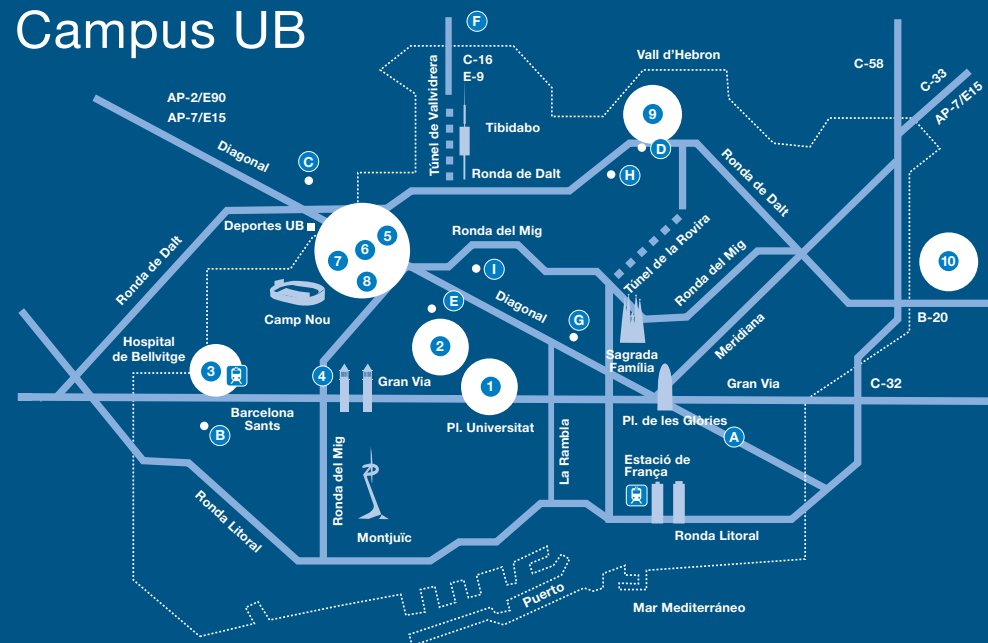 Campus UB
F
C-16
E-9
Túnel de Vallvidrera
Tibidabo
Vall d'Hebron
C-58
C-33
AP-7/E15
AP-2/E90
AP-7/E15
Diagonal
C
9
D
H
Ronda de Dalt
Ronda de Dalt
Deportes UB
5
6
7
8
Ronda del Mig
I
Túnel de la Rovira
Ronda del Mig
10
Ronda de Dalt
Camp Nou
E
Diagonal
G
Meridiana
B-20
Hospital
de Bellvitge
3
4
2
1
Gran Via
Sagrada
Família
Gran Via
C-32
Barcelona
Sants
B
Pl. Universitat
Pl. de les Glòries
A
Ronda del Mig
La Rambla
Estació de
França
Ronda Litoral
Montjuïc
Ronda Litoral
Puerto
Mar Mediterráneo